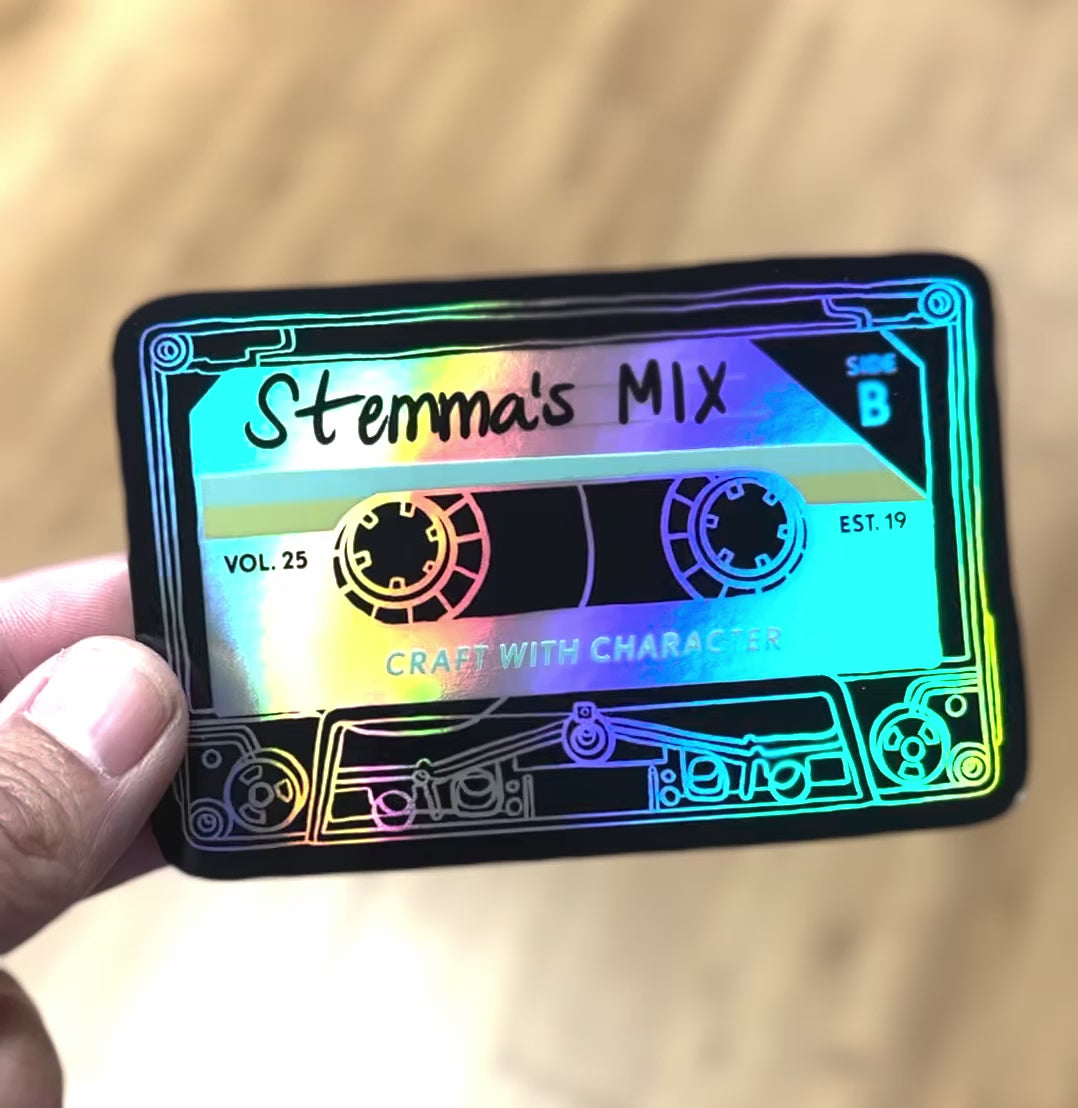 Stemma's MIX
SIDE
B
VOL. 25
EST. 19
CRAFT WITH CHARACTER